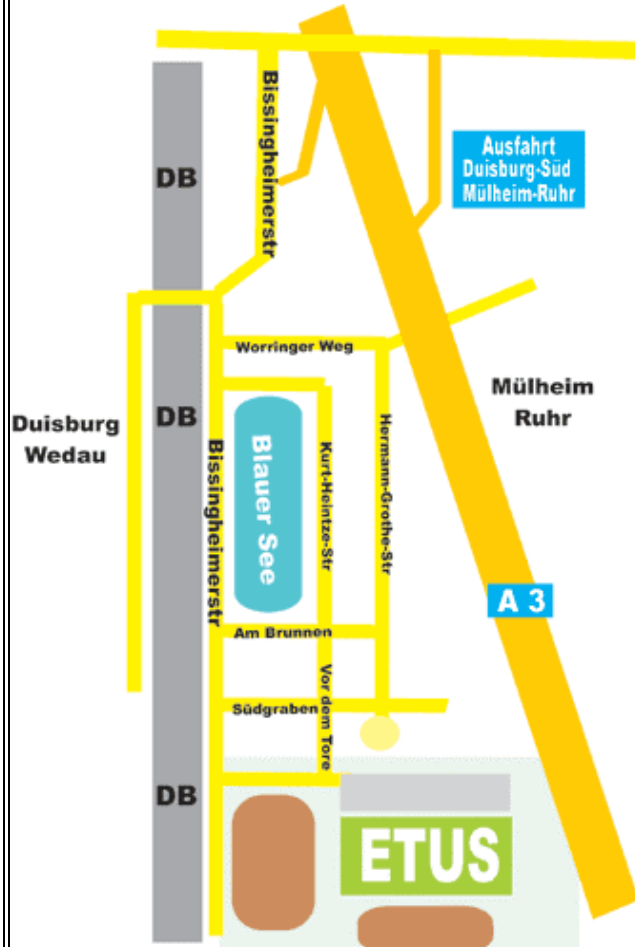 Bissingheimerstr
DB
Ausfahrt
Duisburg-Süd
Mülheim-Ruhr
Worringer Weg
Mülheim
Ruhr
Duisburg
Wedau
DB
Bissingheimerstr
Blauer See
Kurt-Heintze-Str
Hermann-Grothe-Str
A 3
Am Brunnen
Vor dem Tore
Südgraben
DB
ETUS